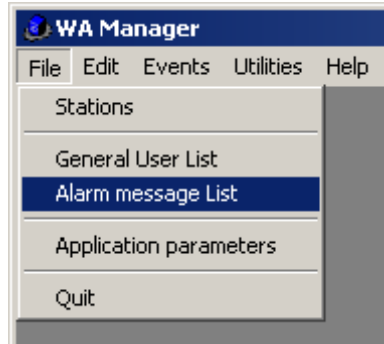 WA Manager
File Edit Events Utilities Help
Stations
General User List
Alarm message List
Application parameters
Quit